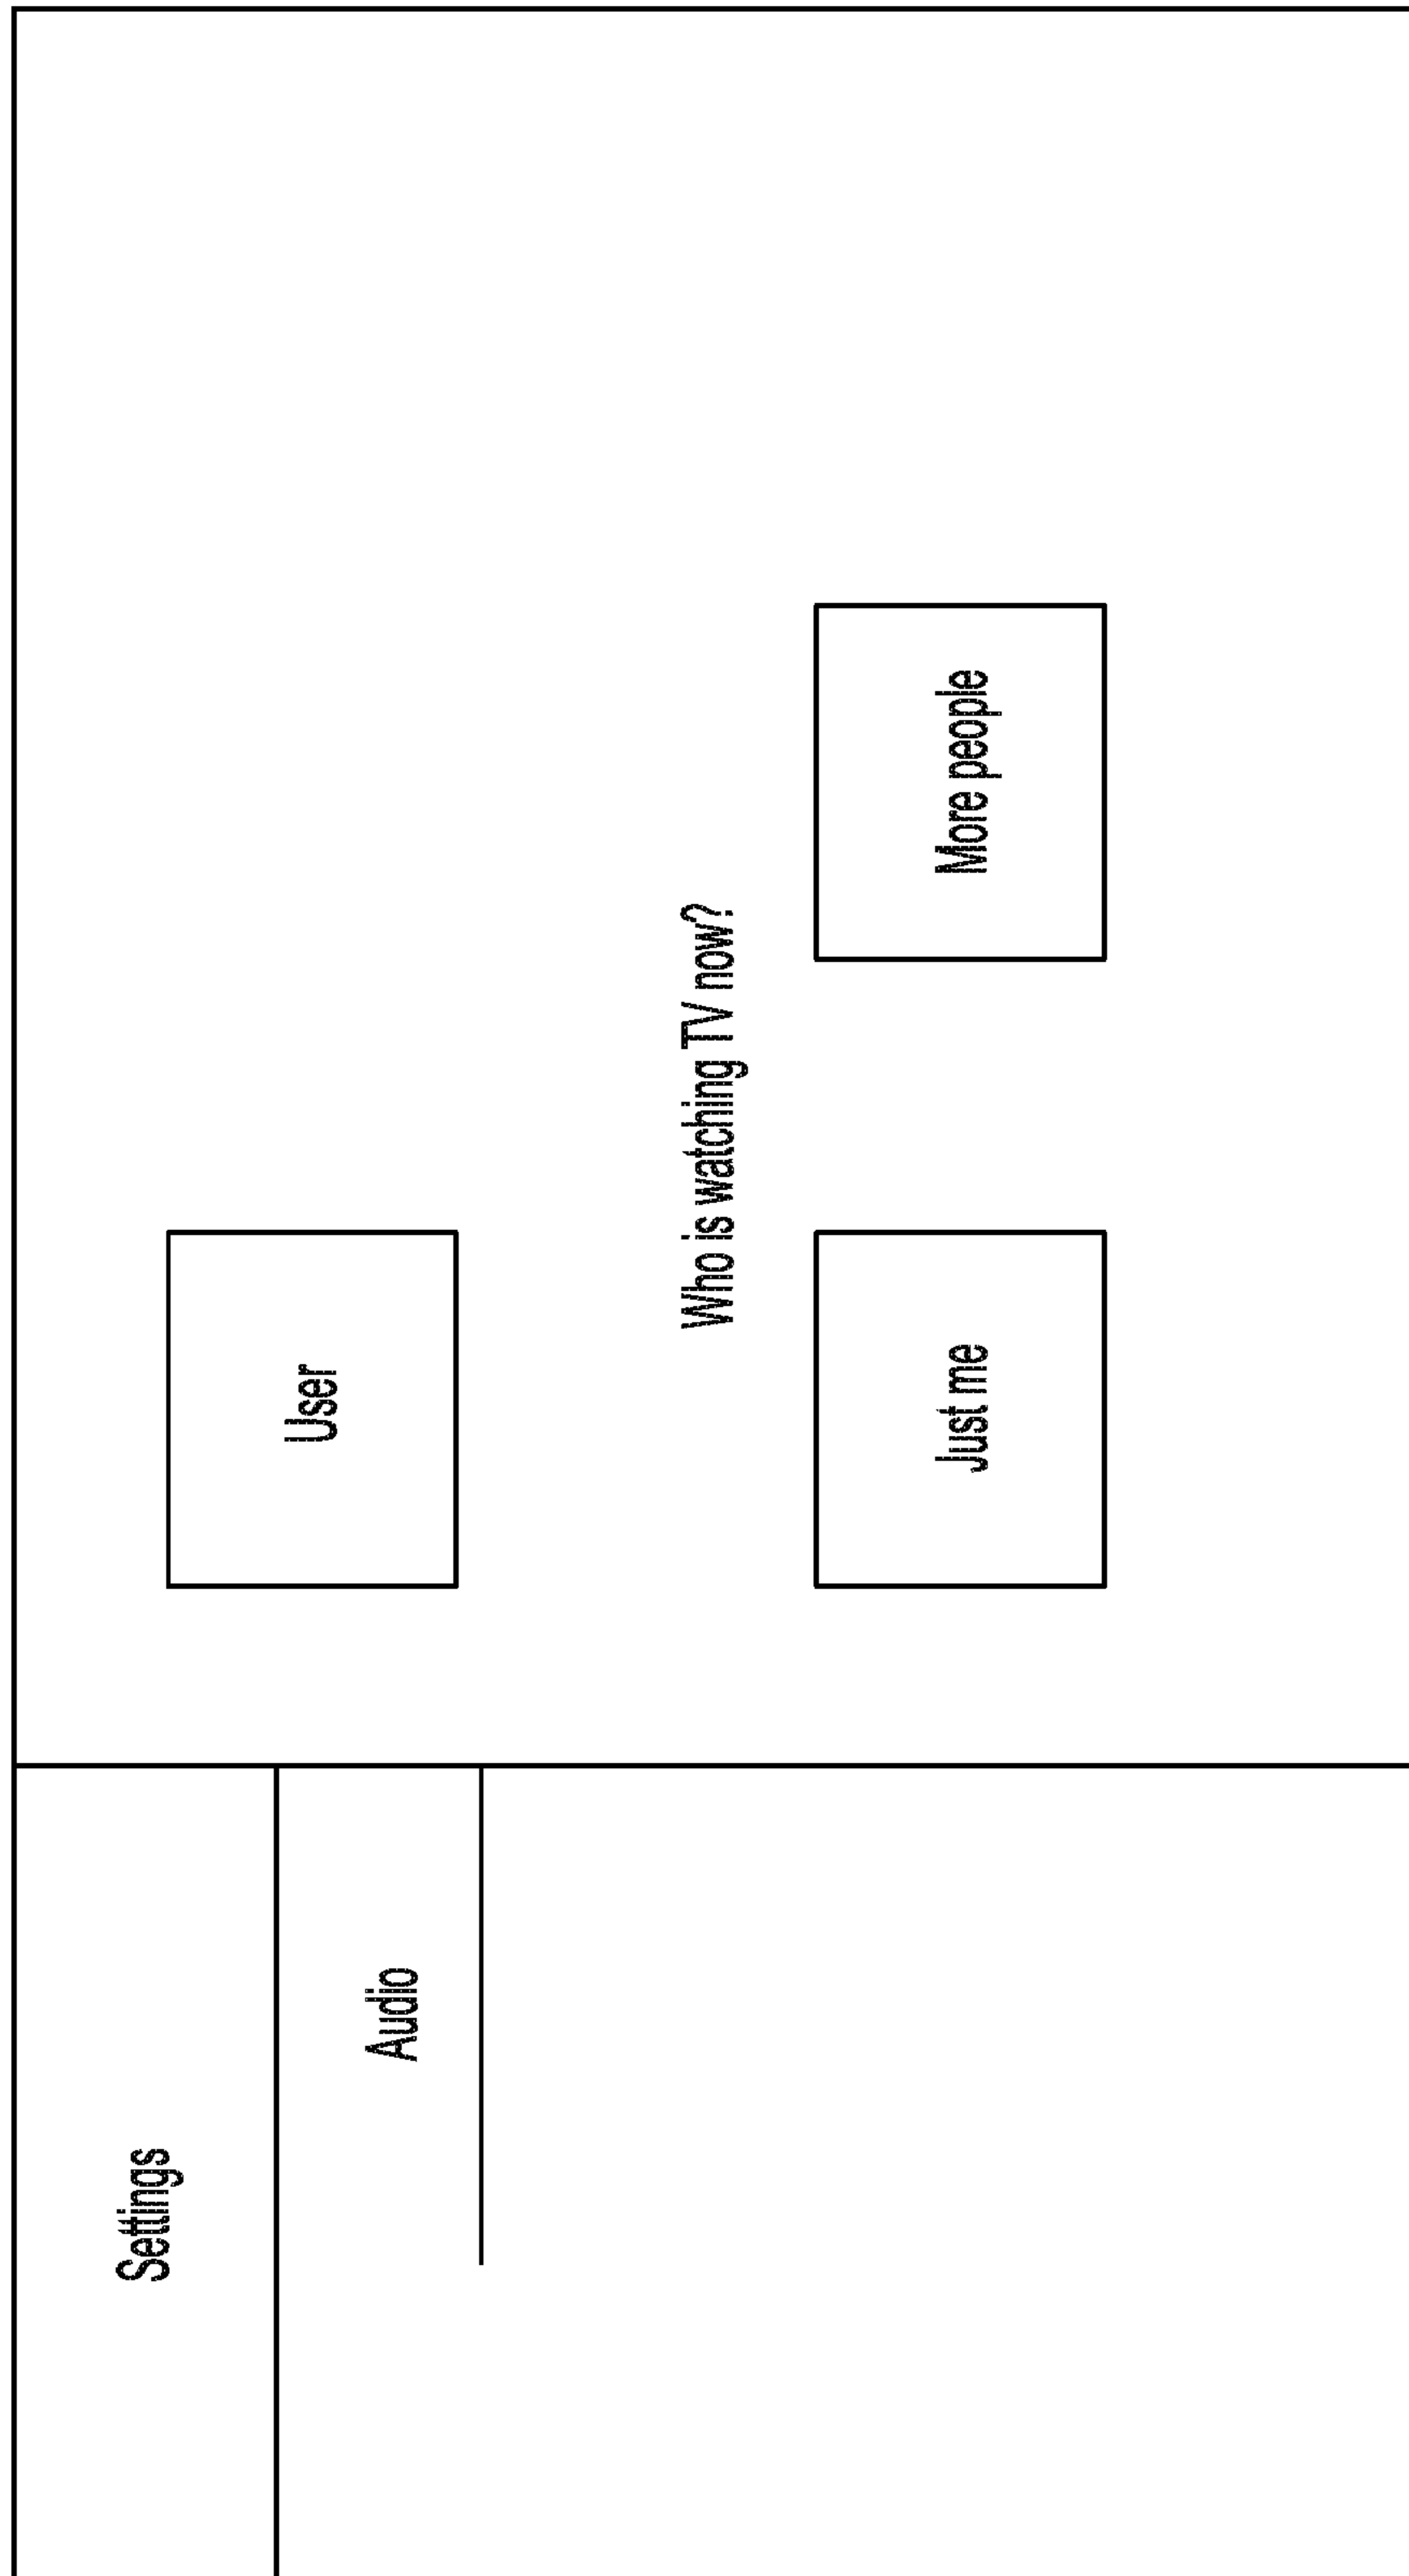 Settings
Audio
User
Who is watching TV now?
Just me
More people